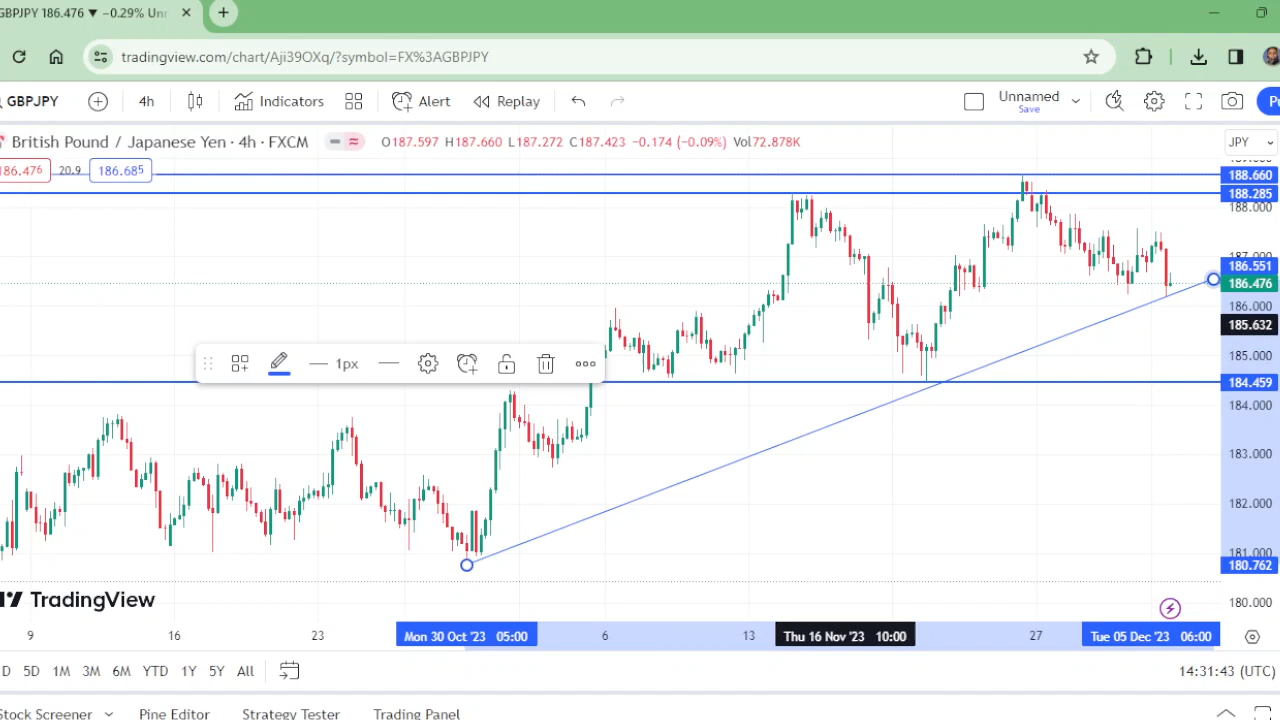 GBPJPY 186.476 ▼ −0.29% Unn
tradingview.com/chart/Aji39OXq/?symbol=FX%3AGBPJPY
GBPJPY 4h Indicators Alert Replay Unnamed
Save
British Pound / Japanese Yen · 4h · FXCM O187.597 H187.660 L187.272 C187.423 −0.174 (−0.09%) Vol72.878K JPY
186.476 20.9 186.685
188.660
188.285
188.000
187.000
186.551
186.476
186.000
185.632
185.000
1px
184.459
184.000
183.000
182.000
181.000
180.762
TradingView
180.000
9 16 23 Mon 30 Oct '23 05:00 6 13 Thu 16 Nov '23 10:00 27 Tue 05 Dec '23 06:00
D 5D 1M 3M 6M YTD 1Y 5Y All 14:31:43 (UTC)
Stock Screener Pine Editor Strategy Tester Trading Panel